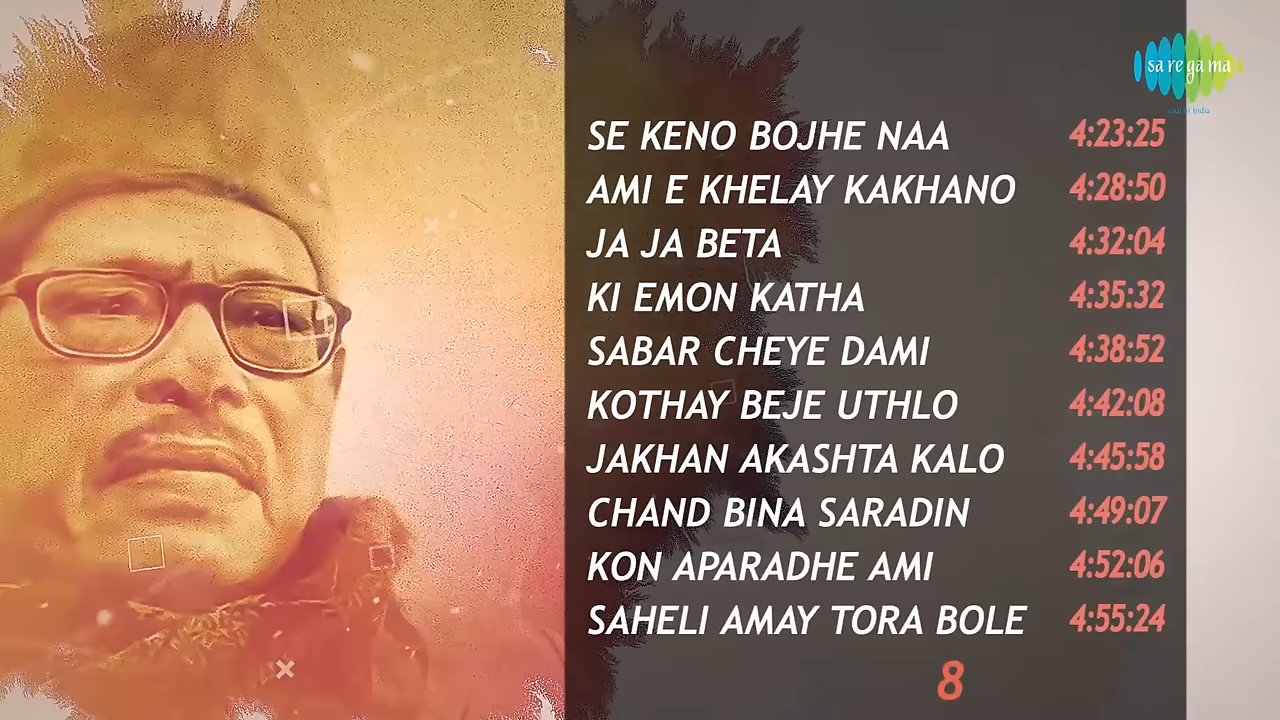 sa re ga ma
soul of India
SE KENO BOJHE NAA 4:23:25
AMI E KHELAY KAKHANO 4:28:50
JA JA BETA 4:32:04
KI EMON KATHA 4:35:32
SABAR CHEYE DAMI 4:38:52
KOTHAY BEJE UTHLO 4:42:08
JAKHAN AKASHTA KALO 4:45:58
CHAND BINA SARADIN 4:49:07
KON APARADHE AMI 4:52:06
SAHELI AMAY TORA BOLE 4:55:24
8